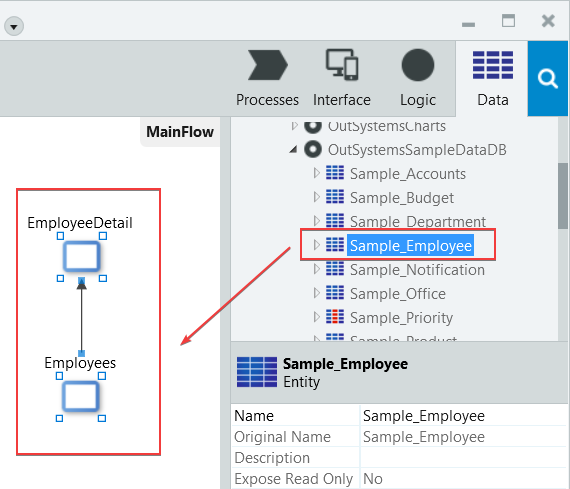 Processes Interface Logic Data
MainFlow
OutSystemsCharts
OutSystemsSampleDataDB
Sample_Accounts
Sample_Budget
Sample_Department
Sample_Employee
Sample_Notification
Sample_Office
Sample_Priority
Sample_Product
EmployeeDetail
Employees
Sample_Employee
Entity
Name Sample_Employee
Original Name Sample_Employee
Description
Expose Read Only No